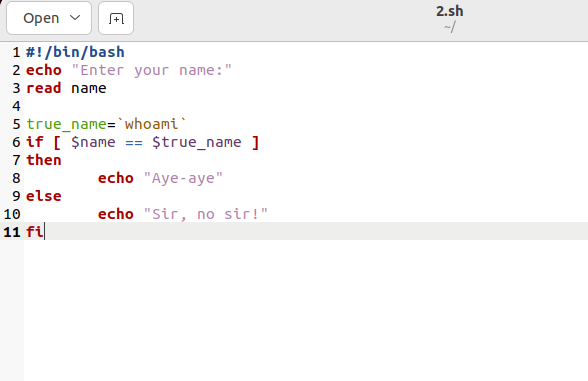 Open
2.sh
~/
1 #!/bin/bash
2 echo "Enter your name:"
3 read name
4
5 true_name=`whoami`
6 if [ $name == $true_name ]
7 then
8         echo "Aye-aye"
9 else
10         echo "Sir, no sir!"
11 fi